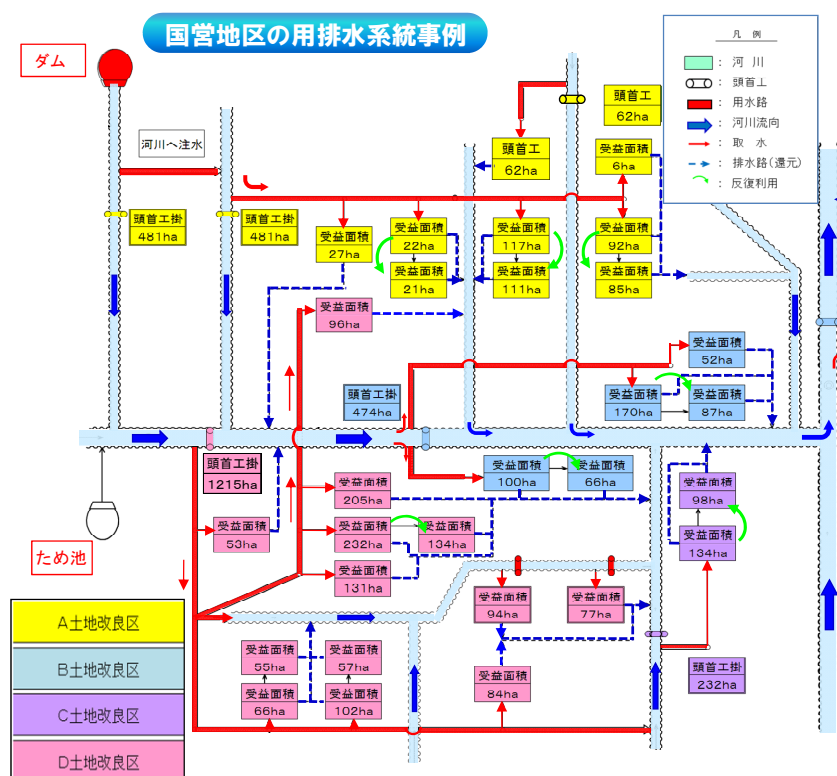 国営地区の用排水系統事例
ダム
凡 例
: 河 川
: 頭首工
: 用水路
: 河川流向
: 取 水
: 排水路(還元)
: 反復利用
河川へ注水
頭首工
62ha
頭首工
62ha
受益面積
6ha
頭首工掛
481ha
頭首工掛
481ha
受益面積
27ha
受益面積
22ha
受益面積
21ha
受益面積
117ha
受益面積
111ha
受益面積
92ha
受益面積
85ha
受益面積
96ha
受益面積
52ha
頭首工掛
474ha
受益面積
170ha
受益面積
87ha
頭首工掛
1215ha
受益面積
100ha
受益面積
66ha
受益面積
205ha
受益面積
98ha
受益面積
53ha
受益面積
232ha
受益面積
134ha
受益面積
134ha
ため池
受益面積
131ha
受益面積
94ha
受益面積
77ha
A土地改良区
B土地改良区
C土地改良区
D土地改良区
受益面積
55ha
受益面積
57ha
受益面積
66ha
受益面積
102ha
受益面積
84ha
頭首工掛
232ha